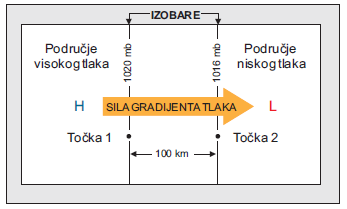 IZOBARE
Područje
visokog tlaka
1020 mb
1016 mb
Područje
niskog tlaka
H
SILA GRADIJENTA TLAKA
L
Točka 1
Točka 2
100 km